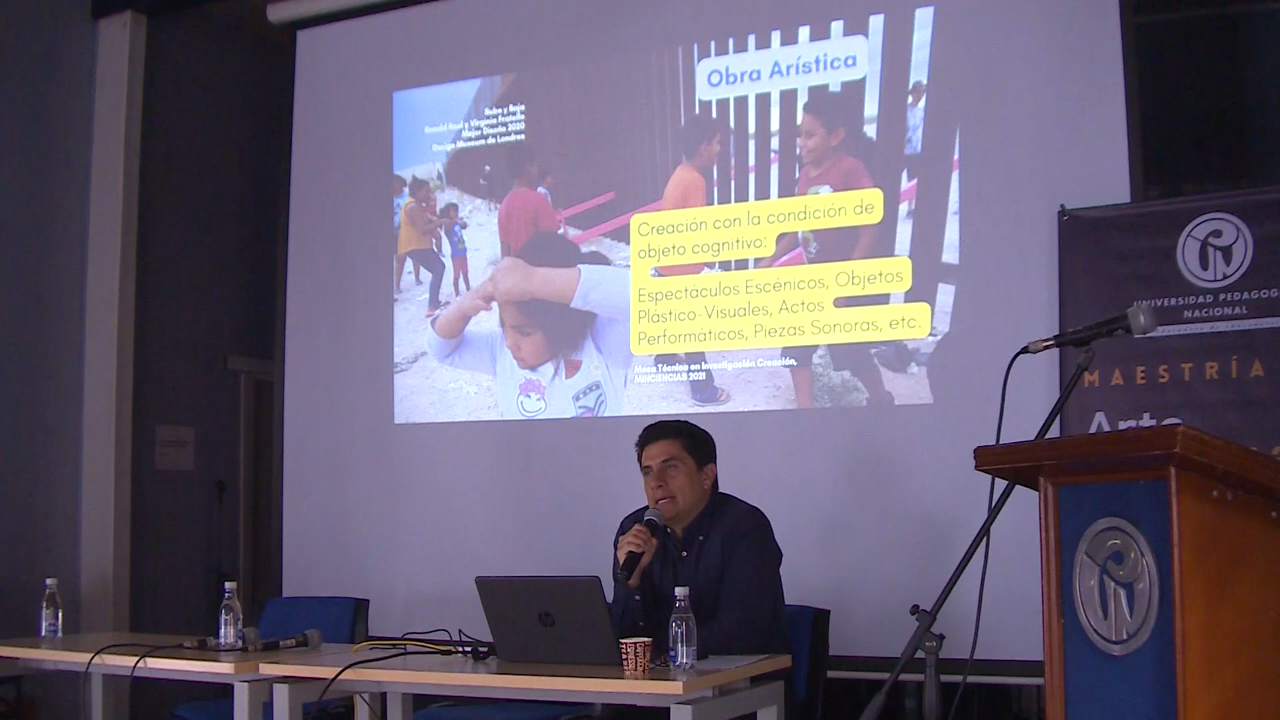 Obra Arística
Sube y Baja
Ronald Rael y Virginia Fratello
Mejor Diseño 2020
Design Museum de Londres
Creación con la condición de
objeto cognitivo:
Espectáculos Escénicos, Objetos
Plástico-Visuales, Actos
Performáticos, Piezas Sonoras, etc.
Mesa Técnica en Investigación Creación,
MINCIENCIAS 2021
UNIVERSIDAD PEDAGOG
NACIONAL
MAESTRÍA
Arte
hp